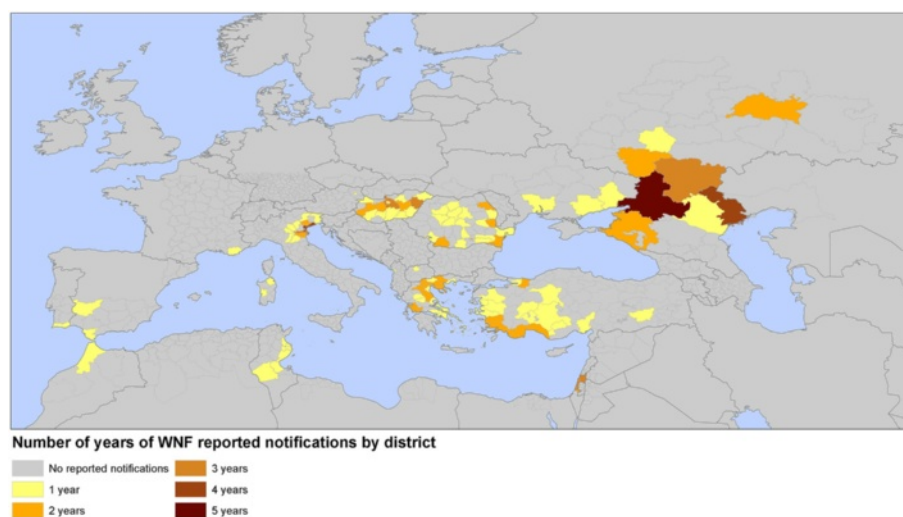 Number of years of WNF reported notifications by district
No reported notifications
1 year
2 years
3 years
4 years
5 years